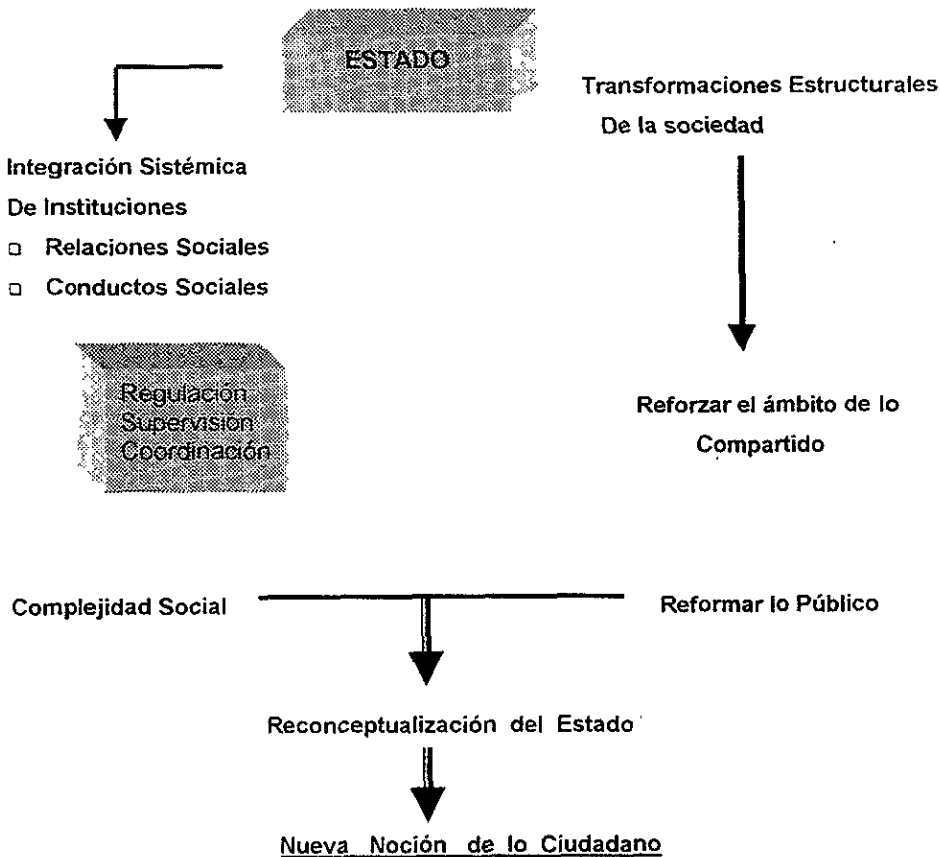 ESTADO
Transformaciones Estructurales
De la sociedad
Integración Sistémica
De Instituciones
Relaciones Sociales
Conductos Sociales
Regulación
Supervisión
Coordinación
Reforzar el ámbito de lo
Compartido
Complejidad Social
Reformar lo Público
Reconceptualización del Estado
Nueva Noción de lo Ciudadano